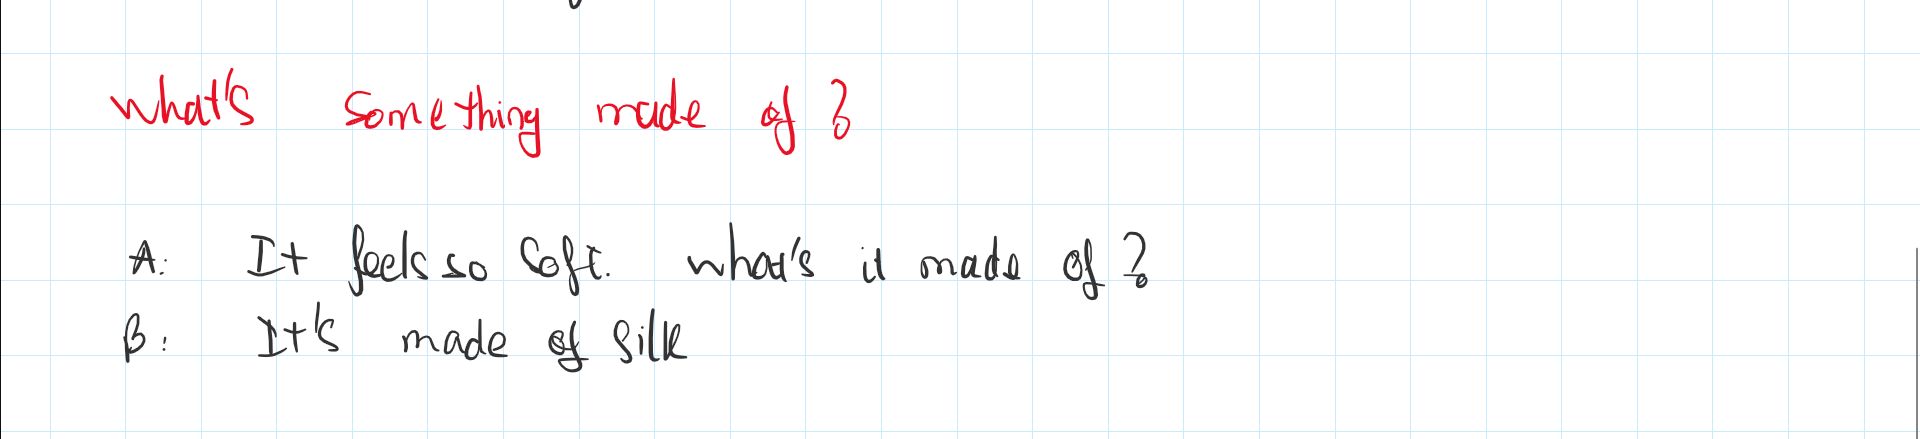 What's something made of?
A: It feels so soft. what's it made of?
B: It's made of silk